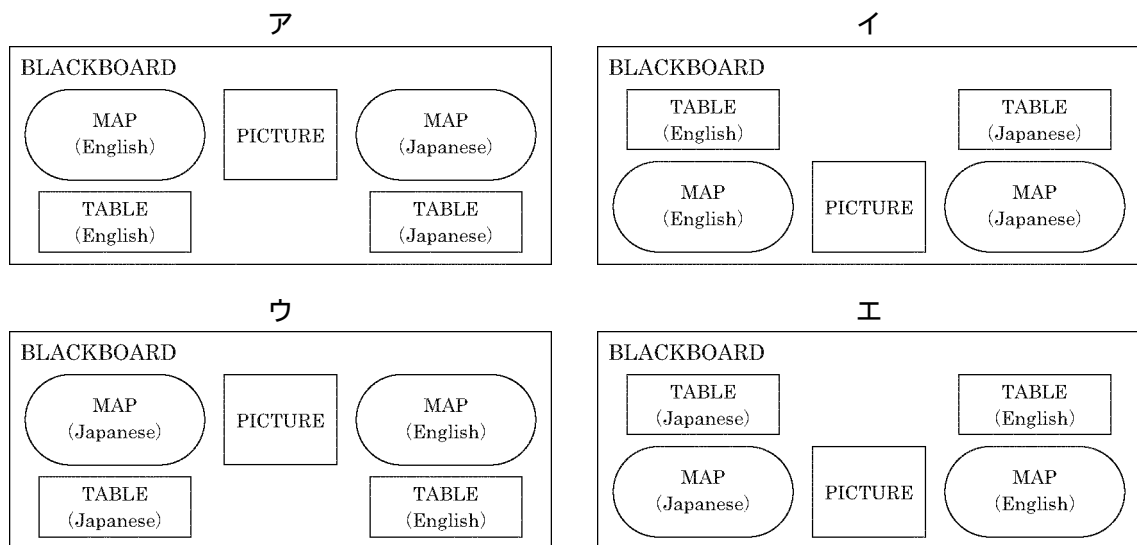 ア
BLACKBOARD
MAP
(English)
PICTURE
MAP
(Japanese)
TABLE
(English)
TABLE
(Japanese)
イ
BLACKBOARD
TABLE
(English)
TABLE
(Japanese)
MAP
(English)
PICTURE
MAP
(Japanese)
ウ
BLACKBOARD
MAP
(Japanese)
PICTURE
MAP
(English)
TABLE
(Japanese)
TABLE
(English)
エ
BLACKBOARD
TABLE
(Japanese)
TABLE
(English)
MAP
(Japanese)
PICTURE
MAP
(English)